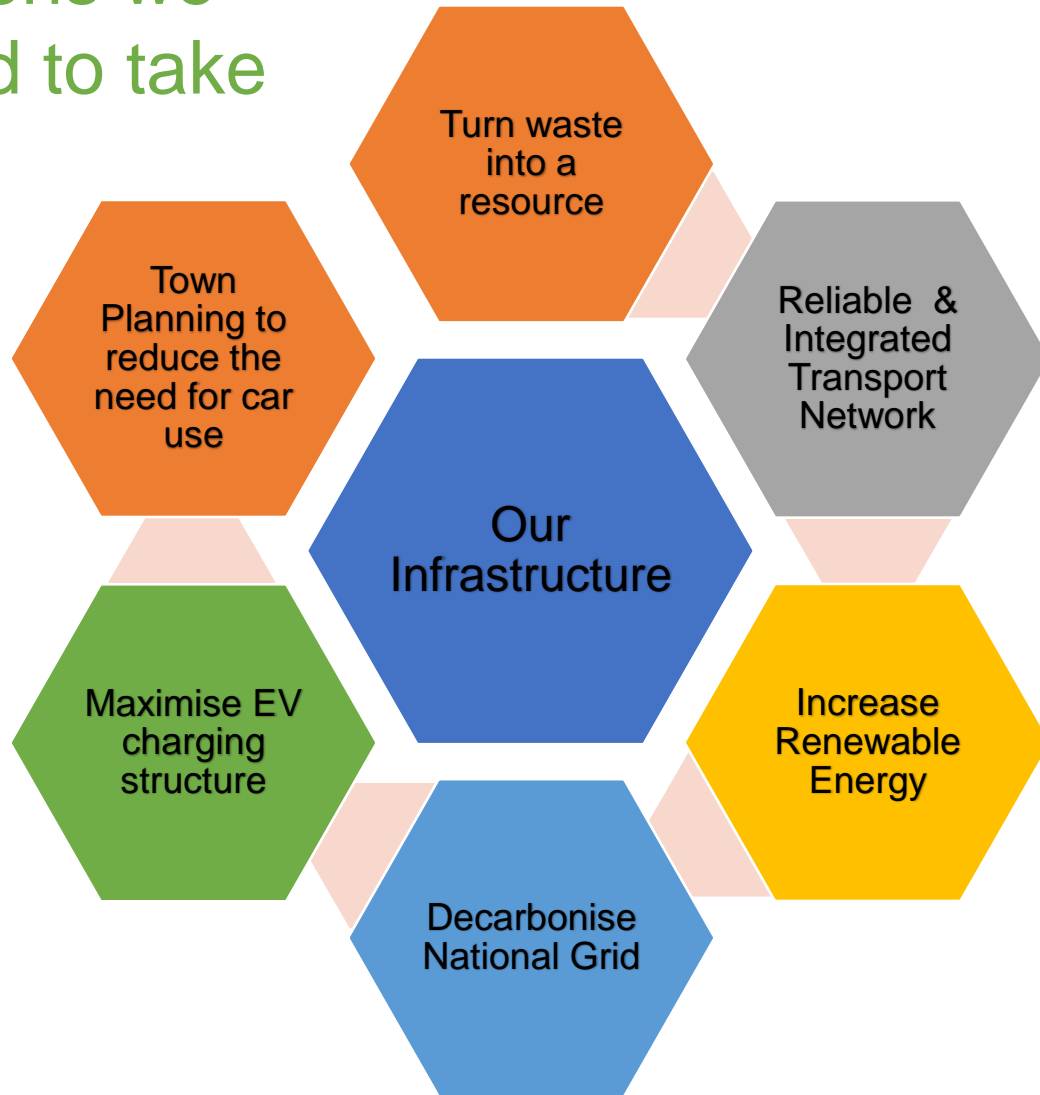 to take
Turn waste
into a
resource
Town
Planning to
reduce the
need for car
use
Reliable & 
Integrated
Transport
Network
Our
Infrastructure
Maximise EV
charging
structure
Increase
Renewable
Energy
Decarbonise
National Grid